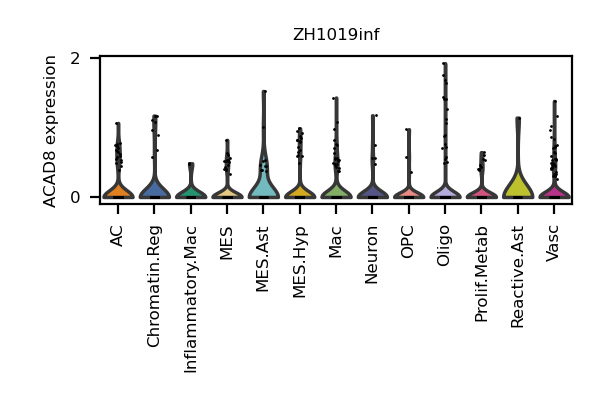 ZH1019inf
ACAD8 expression
2
0
AC
Chromatin.Reg
Inflammatory.Mac
MES
MES.Ast
MES.Hyp
Mac
Neuron
OPC
Oligo
Prolif.Metab
Reactive.Ast
Vasc